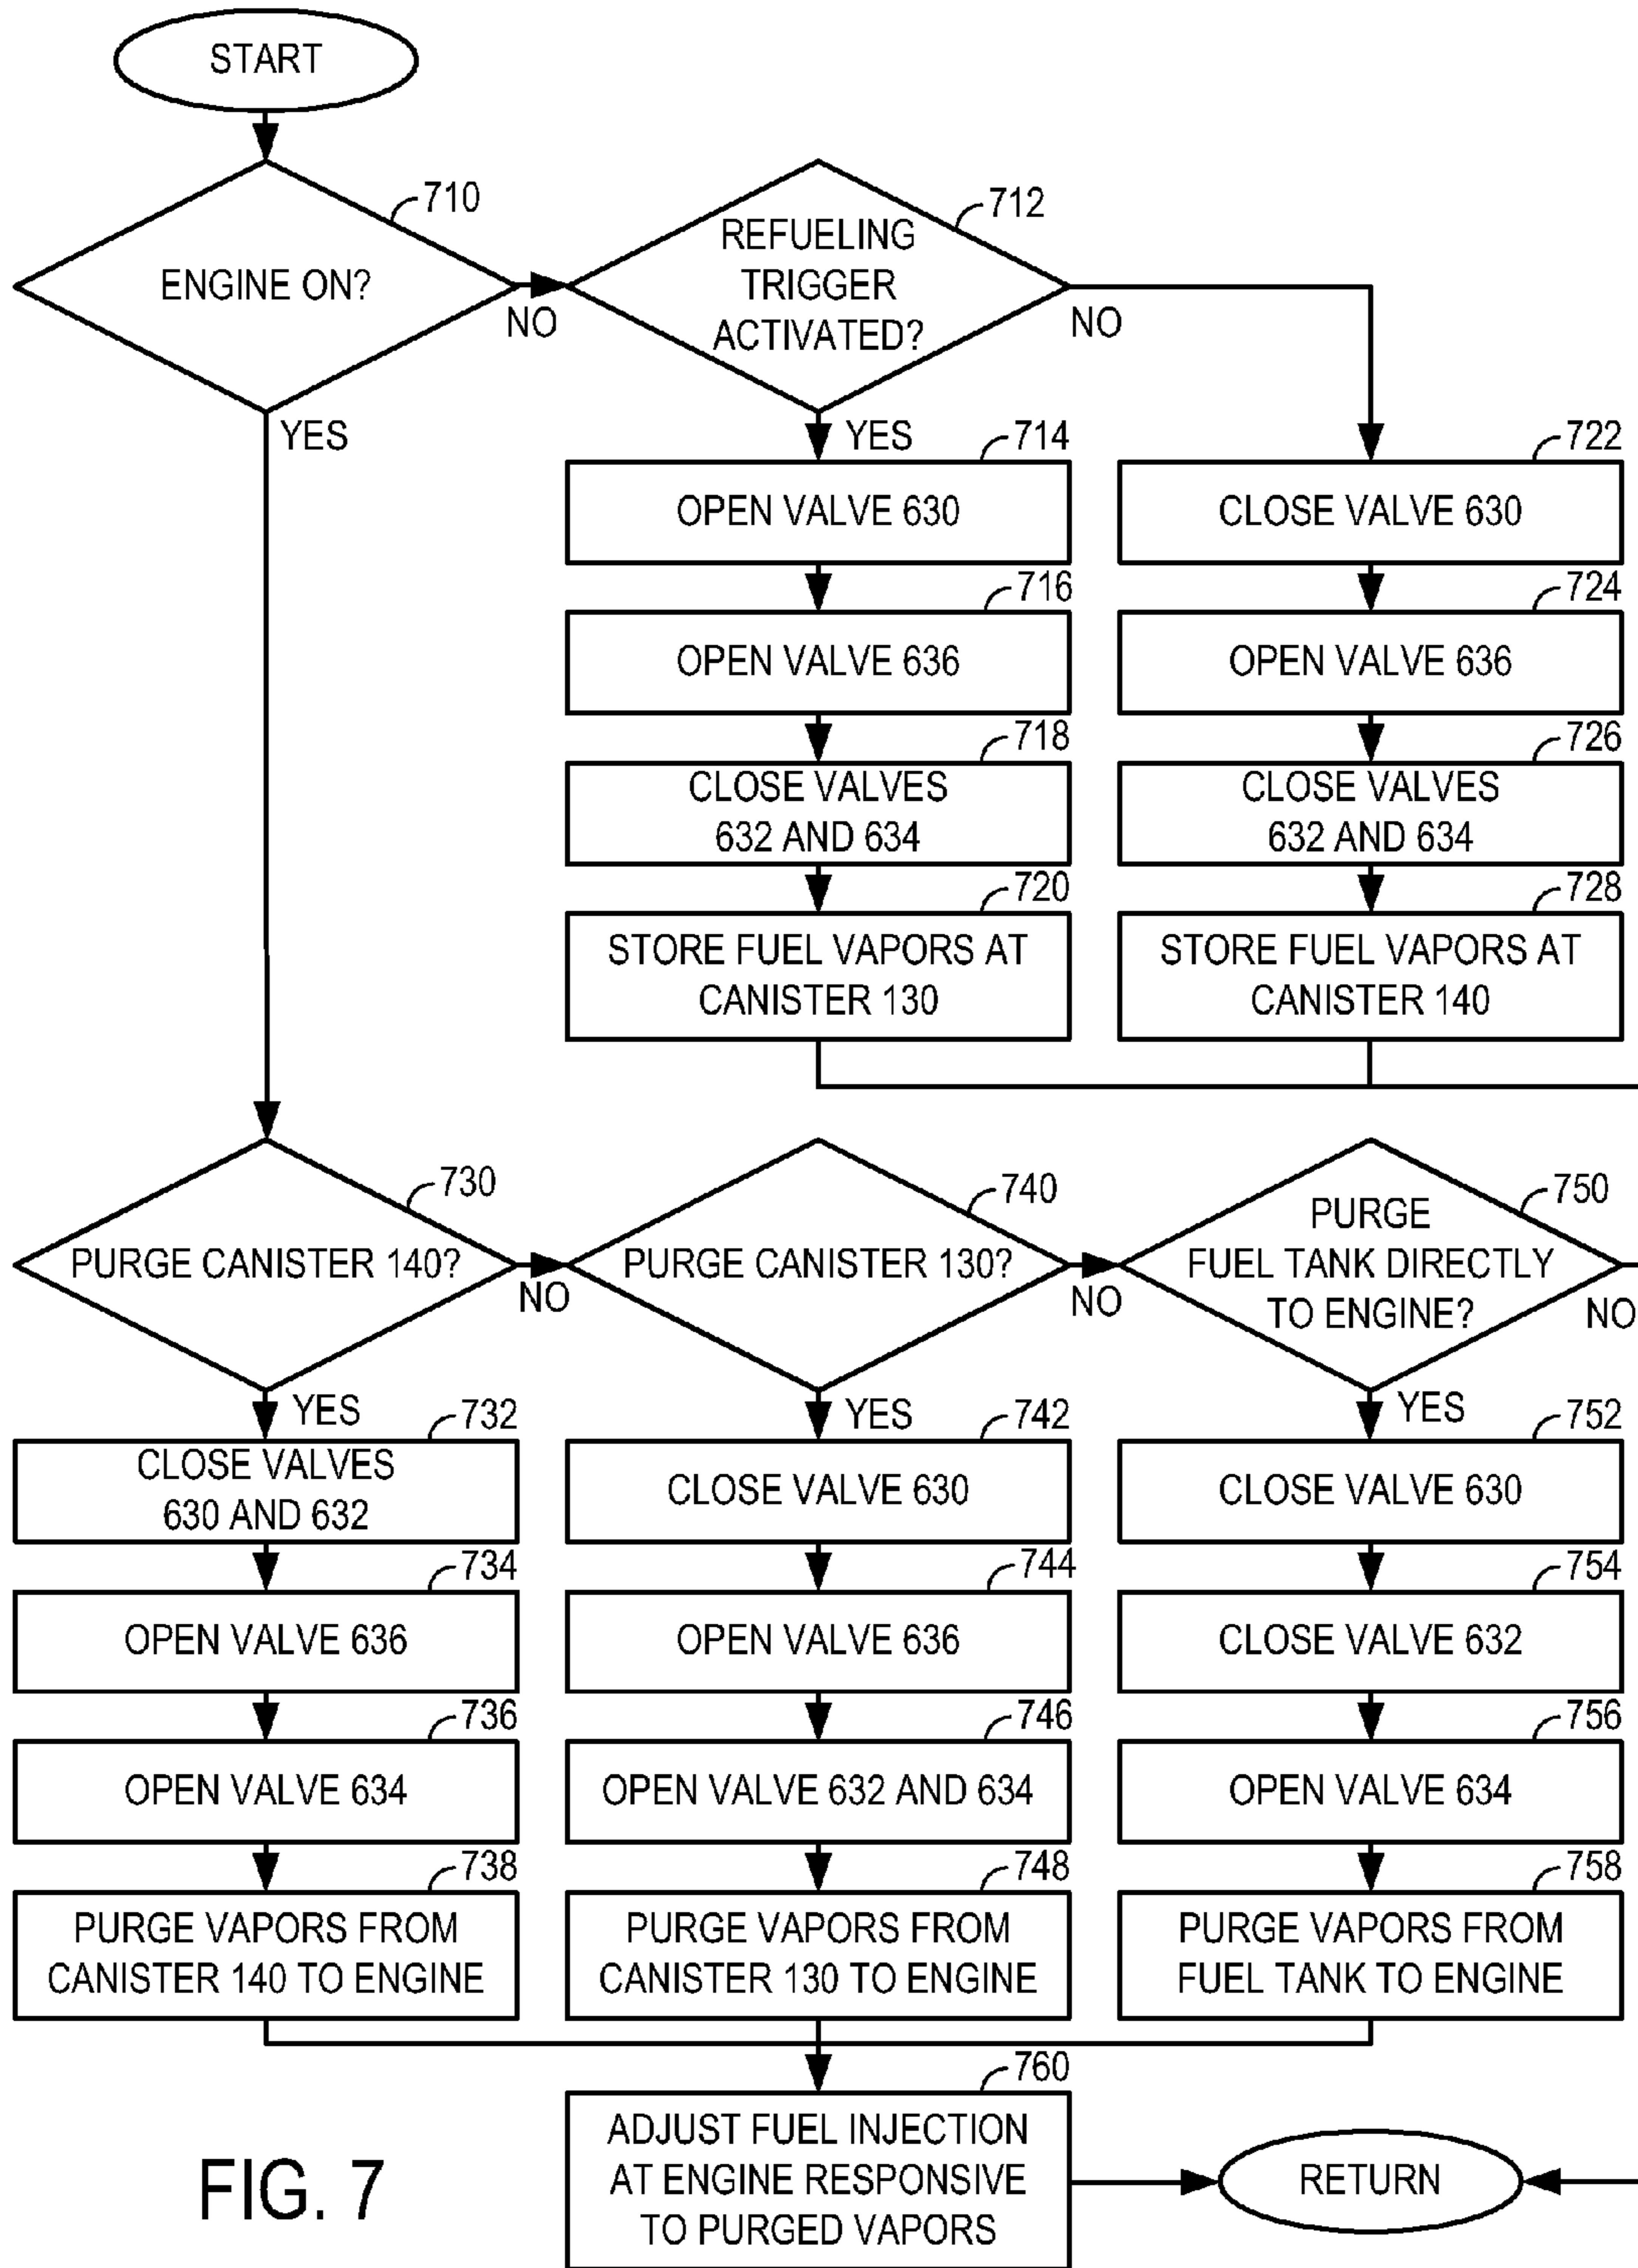 START
710
ENGINE ON?
NO
YES
712
REFUELING
TRIGGER
ACTIVATED?
NO
YES
714
OPEN VALVE 630
716
OPEN VALVE 636
718
CLOSE VALVES
632 AND 634
720
STORE FUEL VAPORS AT
CANISTER 130
722
CLOSE VALVE 630
724
OPEN VALVE 636
726
CLOSE VALVES
632 AND 634
728
STORE FUEL VAPORS AT
CANISTER 140
730
PURGE CANISTER 140?
NO
YES
732
CLOSE VALVES
630 AND 632
734
OPEN VALVE 636
736
OPEN VALVE 634
738
PURGE VAPORS FROM
CANISTER 140 TO ENGINE
740
PURGE CANISTER 130?
NO
YES
742
CLOSE VALVE 630
744
OPEN VALVE 636
746
OPEN VALVE 632 AND 634
748
PURGE VAPORS FROM
CANISTER 130 TO ENGINE
750
PURGE
FUEL TANK DIRECTLY
TO ENGINE?
NO
YES
752
CLOSE VALVE 630
754
CLOSE VALVE 632
756
OPEN VALVE 634
758
PURGE VAPORS FROM
FUEL TANK TO ENGINE
760
ADJUST FUEL INJECTION
AT ENGINE RESPONSIVE
TO PURGED VAPORS
RETURN
FIG. 7